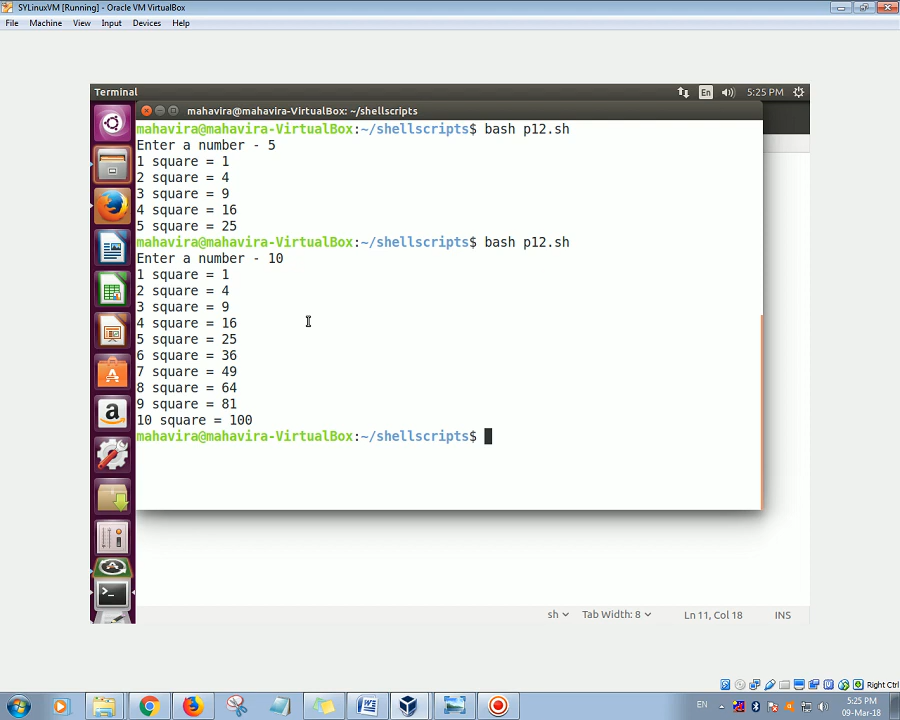 SYLinuxVM [Running] - Oracle VM VirtualBox
File Machine View Input Devices Help
Terminal En 5:25 PM
mahavira@mahavira-VirtualBox: ~/shellscripts
mahavira@mahavira-VirtualBox:~/shellscripts$ bash p12.sh
Enter a number - 5
1 square = 1
2 square = 4
3 square = 9
4 square = 16
5 square = 25
mahavira@mahavira-VirtualBox:~/shellscripts$ bash p12.sh
Enter a number - 10
1 square = 1
2 square = 4
3 square = 9
4 square = 16
5 square = 25
6 square = 36
7 square = 49
8 square = 64
9 square = 81
10 square = 100
mahavira@mahavira-VirtualBox:~/shellscripts$
sh Tab Width: 8 Ln 11, Col 18 INS
Right Ctrl
EN 5:25 PM
09-Mar-18